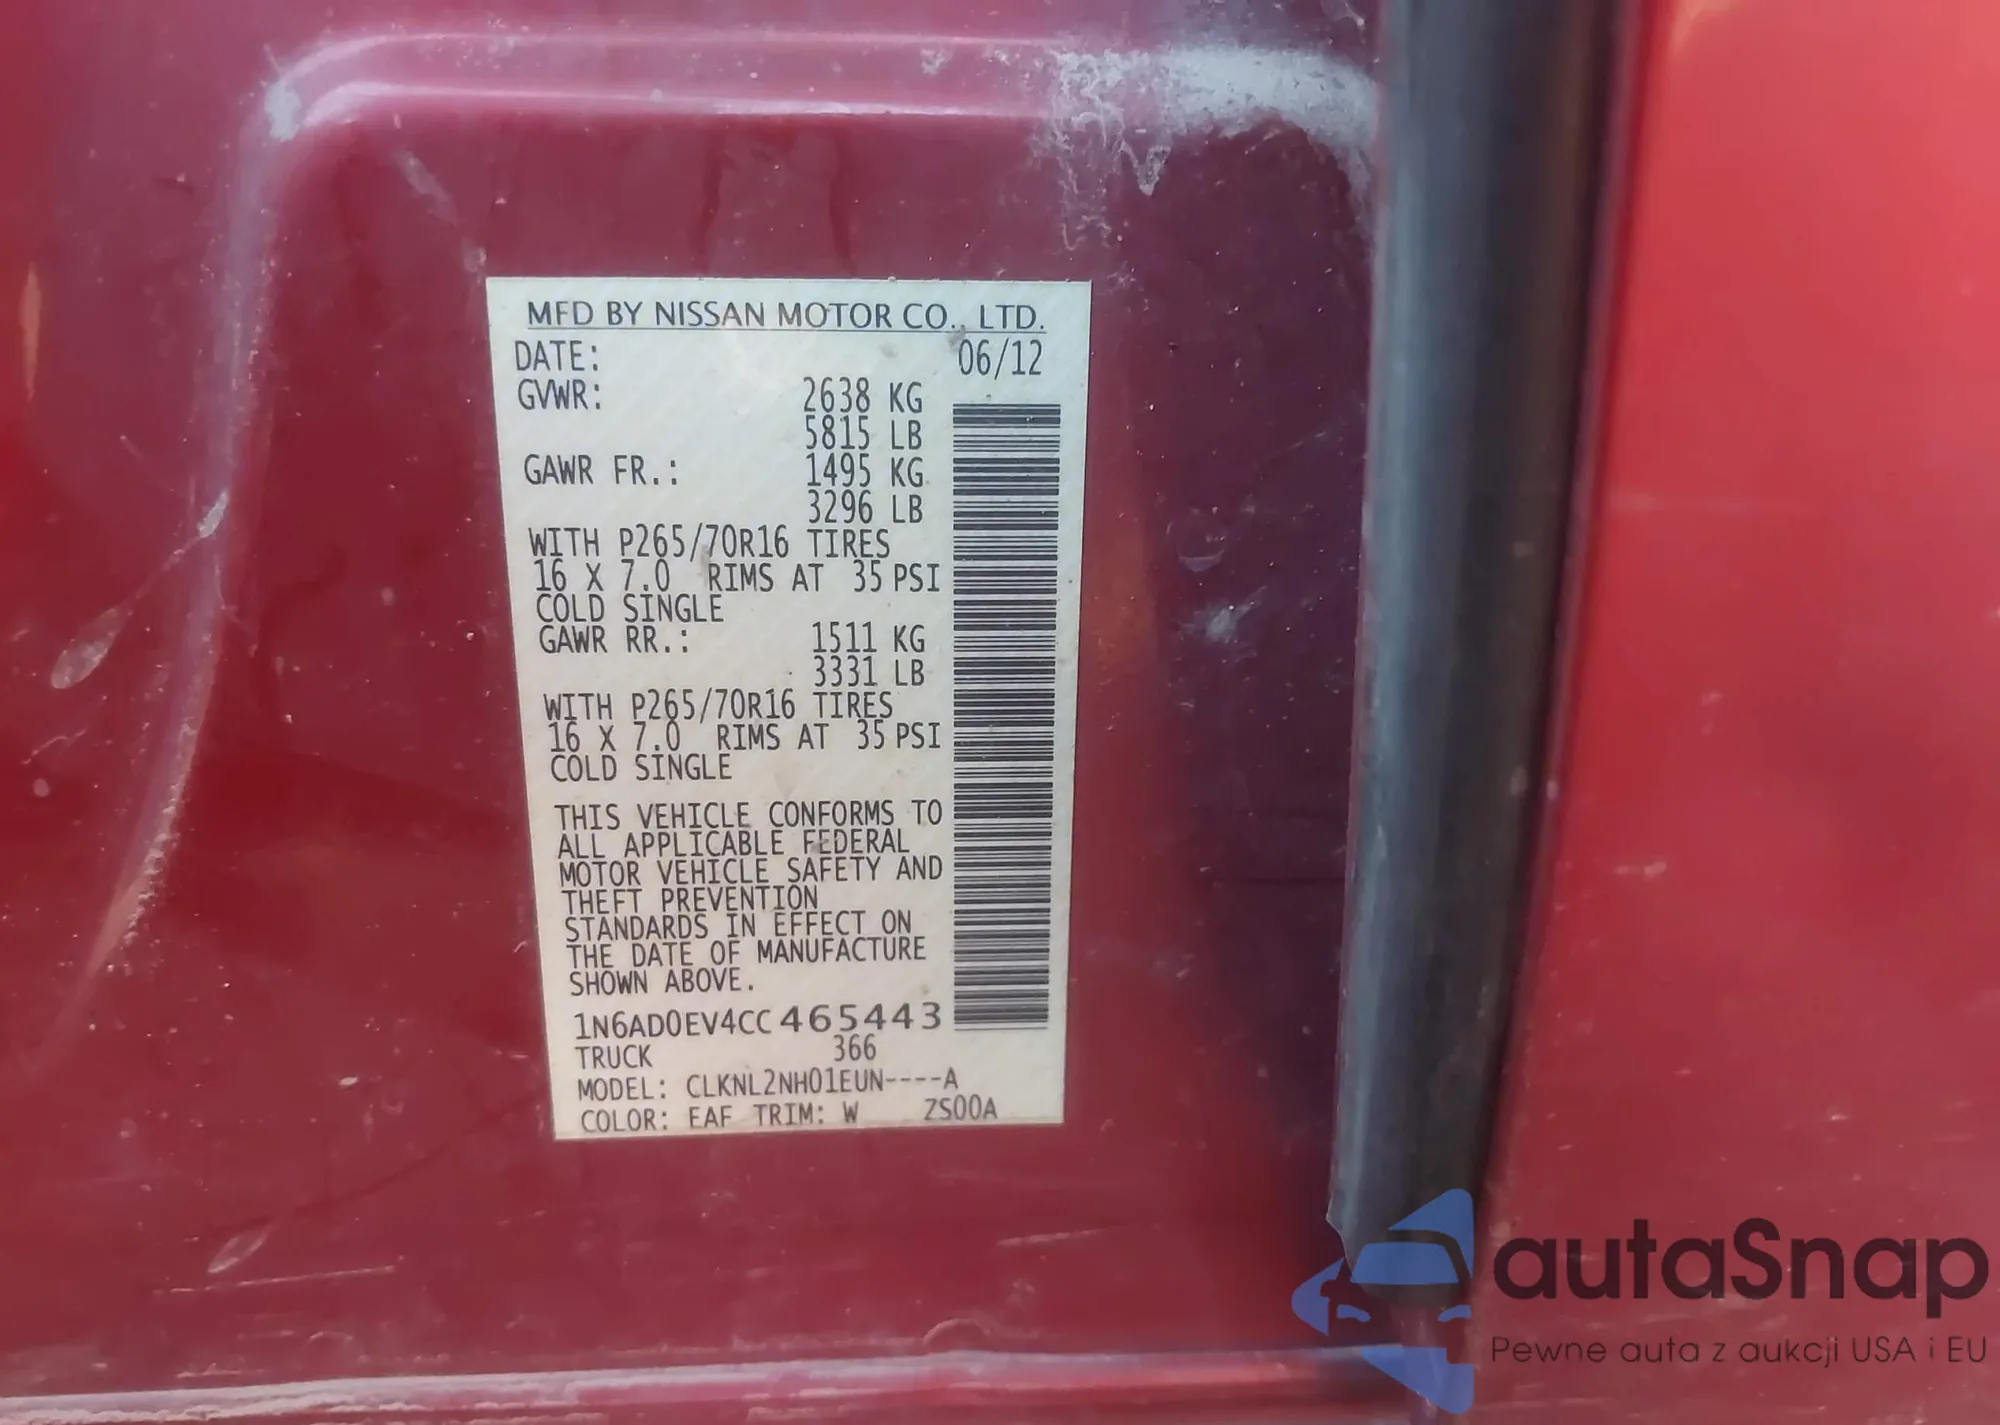 MFD BY NISSAN MOTOR CO., LTD.
DATE: 06/12
GVWR: 2638 KG
5815 LB
GAWR FR.: 1495 KG
3296 LB
WITH P265/70R16 TIRES
16 X 7.0 RIMS AT 35 PSI
COLD SINGLE
GAWR RR.: 1511 KG
3331 LB
WITH P265/70R16 TIRES
16 X 7.0 RIMS AT 35 PSI
COLD SINGLE
THIS VEHICLE CONFORMS TO
ALL APPLICABLE FEDERAL
MOTOR VEHICLE SAFETY AND
THEFT PREVENTION
STANDARDS IN EFFECT ON
THE DATE OF MANUFACTURE
SHOWN ABOVE.
1N6AD0EV4CC465443
TRUCK 366
MODEL: CLKNL2NH01EUN----A
COLOR: EAF TRIM: W ZS00A
autaSnap
Pewne auta z aukcji USA i EU